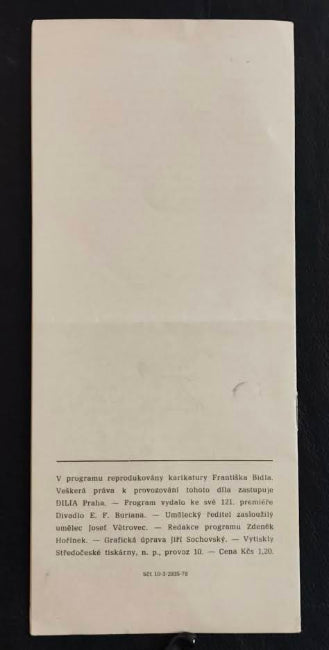 V programu reprodukovány karikatury Františka Bidla.
Veškerá práva k provozování tohoto díla zastupuje
DILIA Praha. — Program vydalo ke své 121. premiéře
Divadlo E. F. Buriana. — Umělecký ředitel zasloužilý
umělec Josef Větrovec. — Redakce programu Zdeněk
Hořínek. — Grafická úprava Jiří Sochovský. — Vytiskly
Středočeské tiskárny, n. p., provoz 10. — Cena Kčs 1,20.